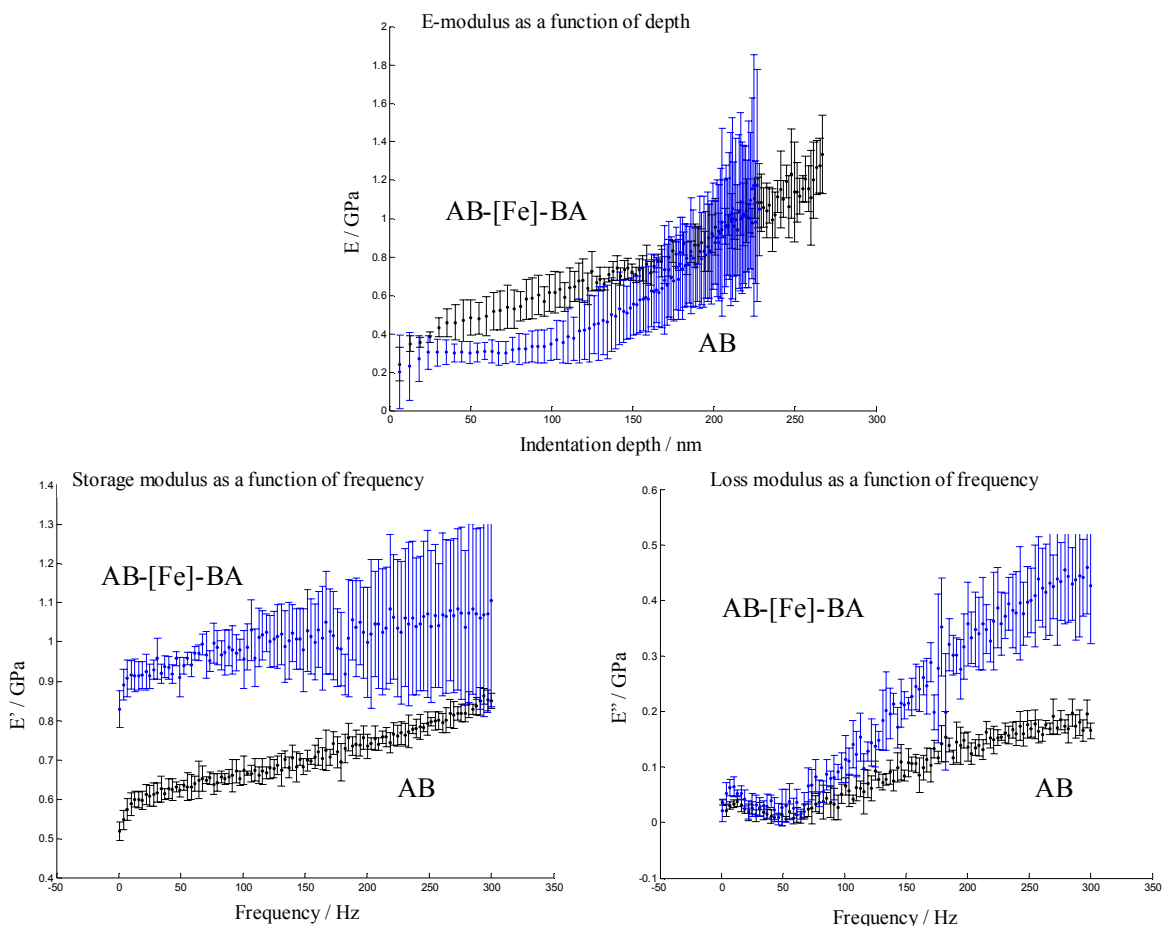 E-modulus as a function of depth
2
1.8
1.6
1.4
1.2
1
0.8
0.6
0.4
0.2
0
E / GPa
AB-[Fe]-BA
AB
0 50 100 150 200 250 300
Indentation depth / nm
Storage modulus as a function of frequency
1.4
1.3
1.2
1.1
1
0.9
0.8
0.7
0.6
0.5
0.4
E' / GPa
AB-[Fe]-BA
AB
-50 0 50 100 150 200 250 300 350
Frequency / Hz
Loss modulus as a function of frequency
0.6
0.5
0.4
0.3
0.2
0.1
0
-0.1
E'' / GPa
AB-[Fe]-BA
AB
-50 0 50 100 150 200 250 300 350
Frequency / Hz